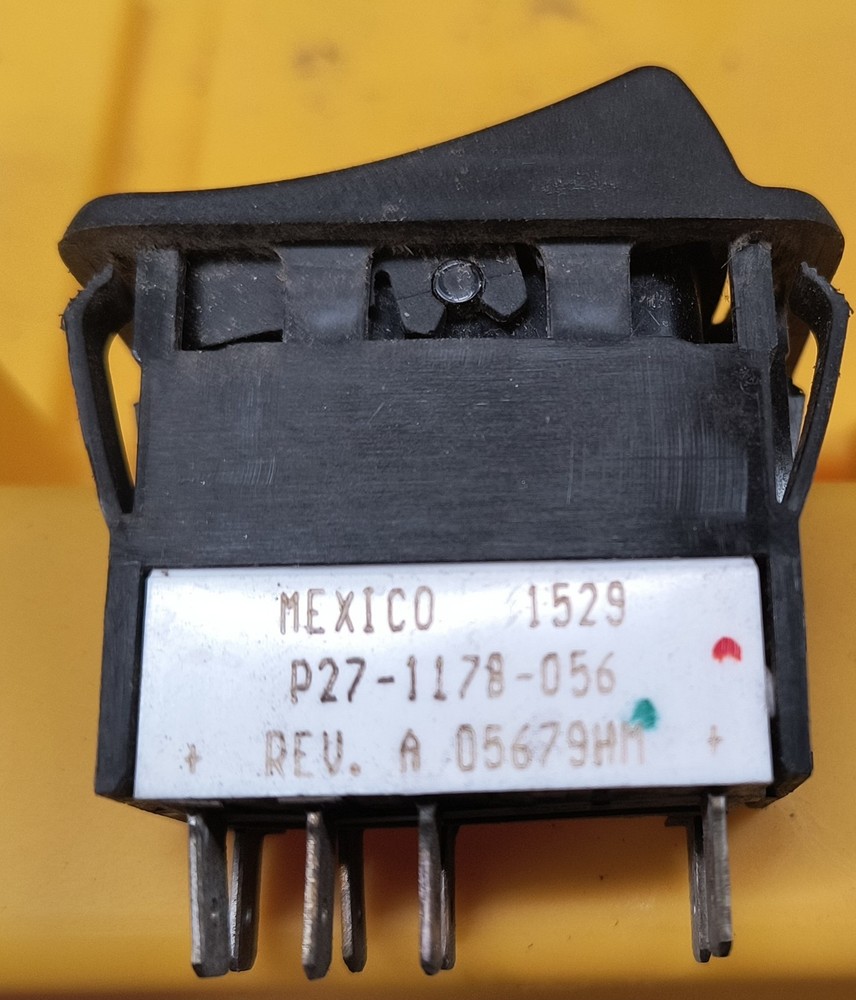 MEXICO 1529
P27-1178-056
+ REV. A 05679HM +